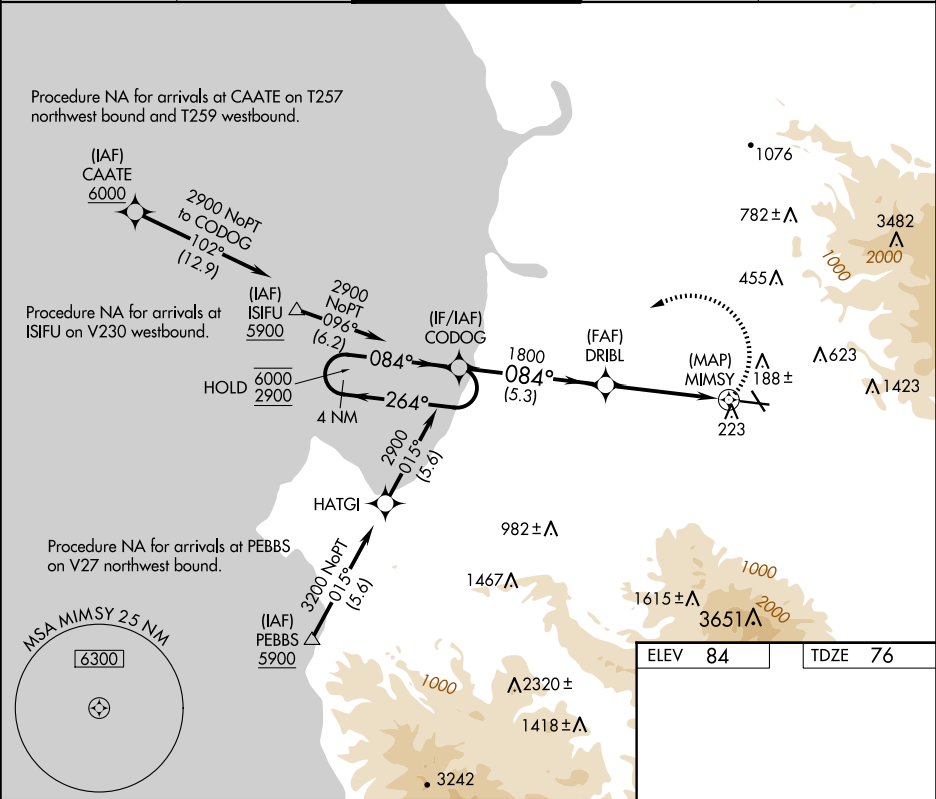 Procedure NA for arrivals at CAATE on T257
northwest bound and T259 westbound.
(IAF)
CAATE
6000
2900 NoPT
to CODOG
102°
(12.9)
1076
782±
3482
1000
2000
455
Procedure NA for arrivals at
ISIFU on V230 westbound.
(IAF)
ISIFU
5900
2900
NoPT
096°
(6.2)
(IF/IAF)
CODOG
1800
084°
(5.3)
(FAF)
DRIBL
(MAP)
MIMSY
188±
623
1423
223
HOLD
6000
2900
084°
264°
4 NM
2900
015°
(5.6)
HATGI
Procedure NA for arrivals at PEBBS
on V27 northwest bound.
3200 NoPT
015°
(5.6)
(IAF)
PEBBS
5900
982±
1467
1000
1615±
2000
3651
MSA MIMSY 25 NM
6300
1000
2320±
1418±
3242
ELEV 84
TDZE 76